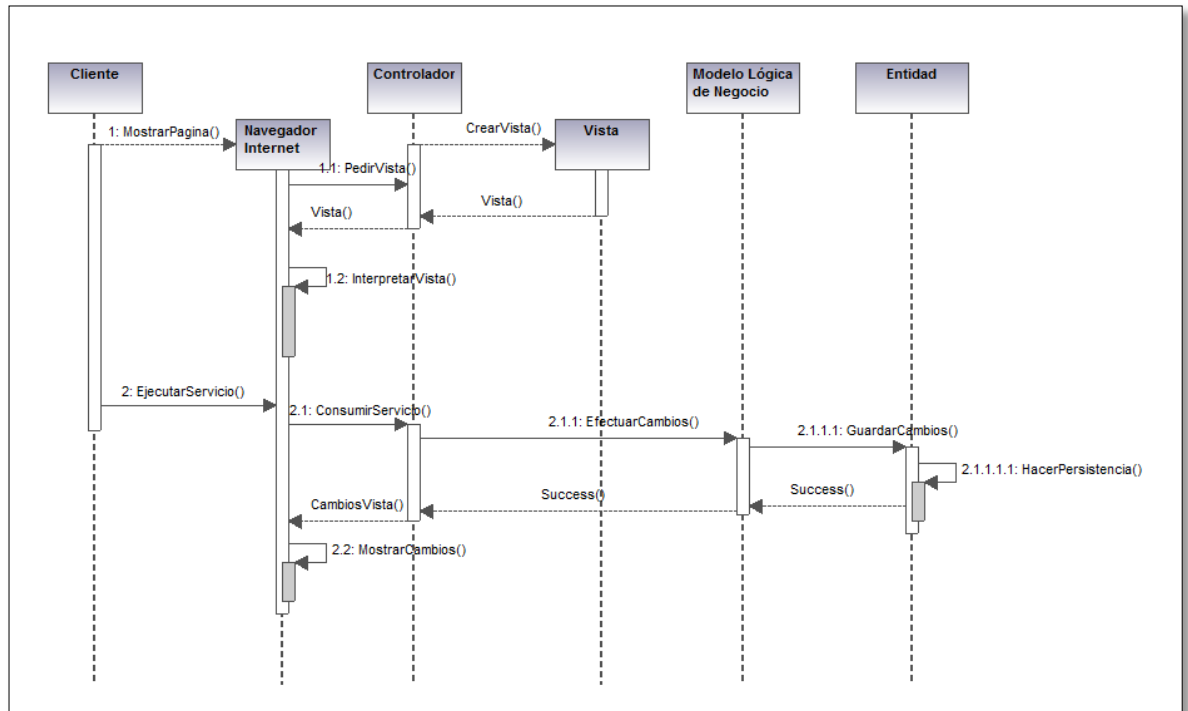 Cliente
Controlador
Modelo Lógica
de Negocio
Entidad
1: MostrarPagina()
Navegador
Internet
CrearVista()
Vista
1.1: PedirVista()
Vista()
Vista()
1.2: InterpretarVista()
2: EjecutarServicio()
2.1: ConsumirServicio()
2.1.1: EfectuarCambios()
2.1.1.1: GuardarCambios()
2.1.1.1.1: HacerPersistencia()
CambiosVista()
Success()
Success()
2.2: MostrarCambios()